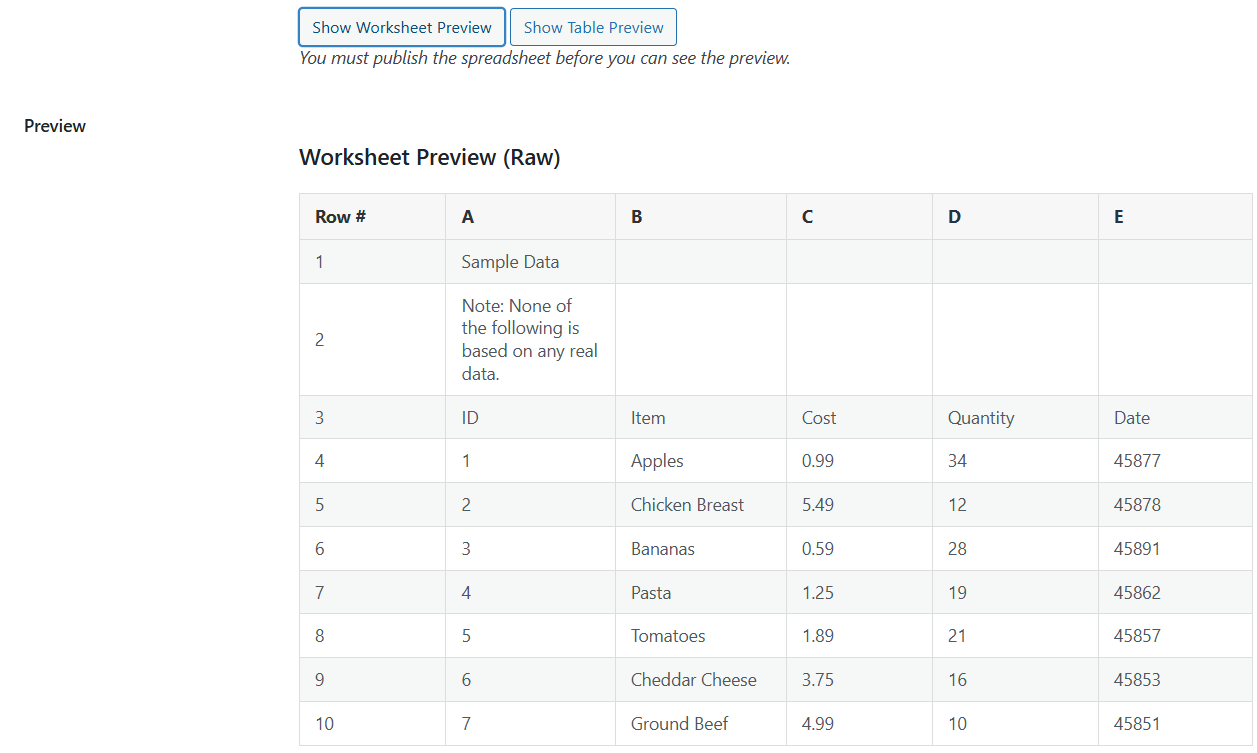 Show Worksheet Preview Show Table Preview
You must publish the spreadsheet before you can see the preview.
Preview
Worksheet Preview (Raw)
Row # A B C D E
1 Sample Data
2 Note: None of
the following is
based on any real
data.
3 ID Item Cost Quantity Date
4 1 Apples 0.99 34 45877
5 2 Chicken Breast 5.49 12 45878
6 3 Bananas 0.59 28 45891
7 4 Pasta 1.25 19 45862
8 5 Tomatoes 1.89 21 45857
9 6 Cheddar Cheese 3.75 16 45853
10 7 Ground Beef 4.99 10 45851